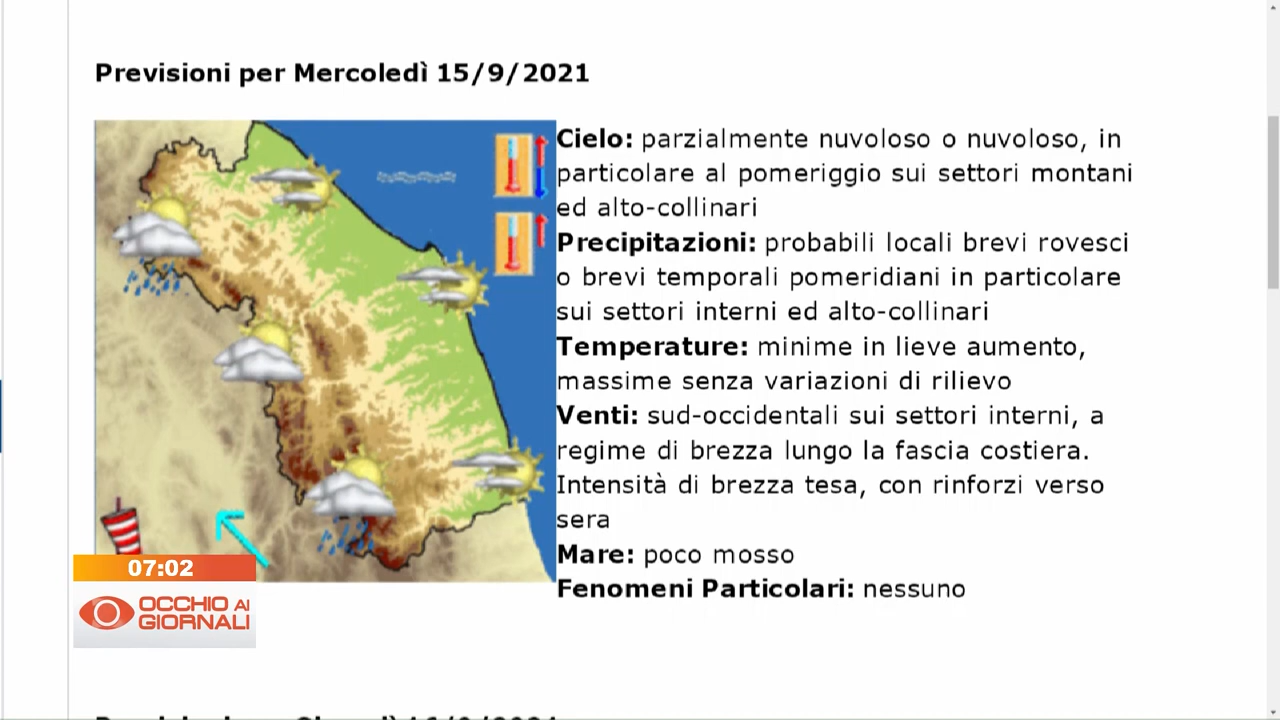 Previsioni per Mercoledì 15/9/2021
Cielo: parzialmente nuvoloso o nuvoloso, in
particolare al pomeriggio sui settori montani
ed alto-collinari
Precipitazioni: probabili locali brevi rovesci
o brevi temporali pomeridiani in particolare
sui settori interni ed alto-collinari
Temperature: minime in lieve aumento,
massime senza variazioni di rilievo
Venti: sud-occidentali sui settori interni, a
regime di brezza lungo la fascia costiera.
Intensità di brezza tesa, con rinforzi verso
sera
Mare: poco mosso
Fenomeni Particolari: nessuno
07:02
OCCHIO AI
GIORNALI